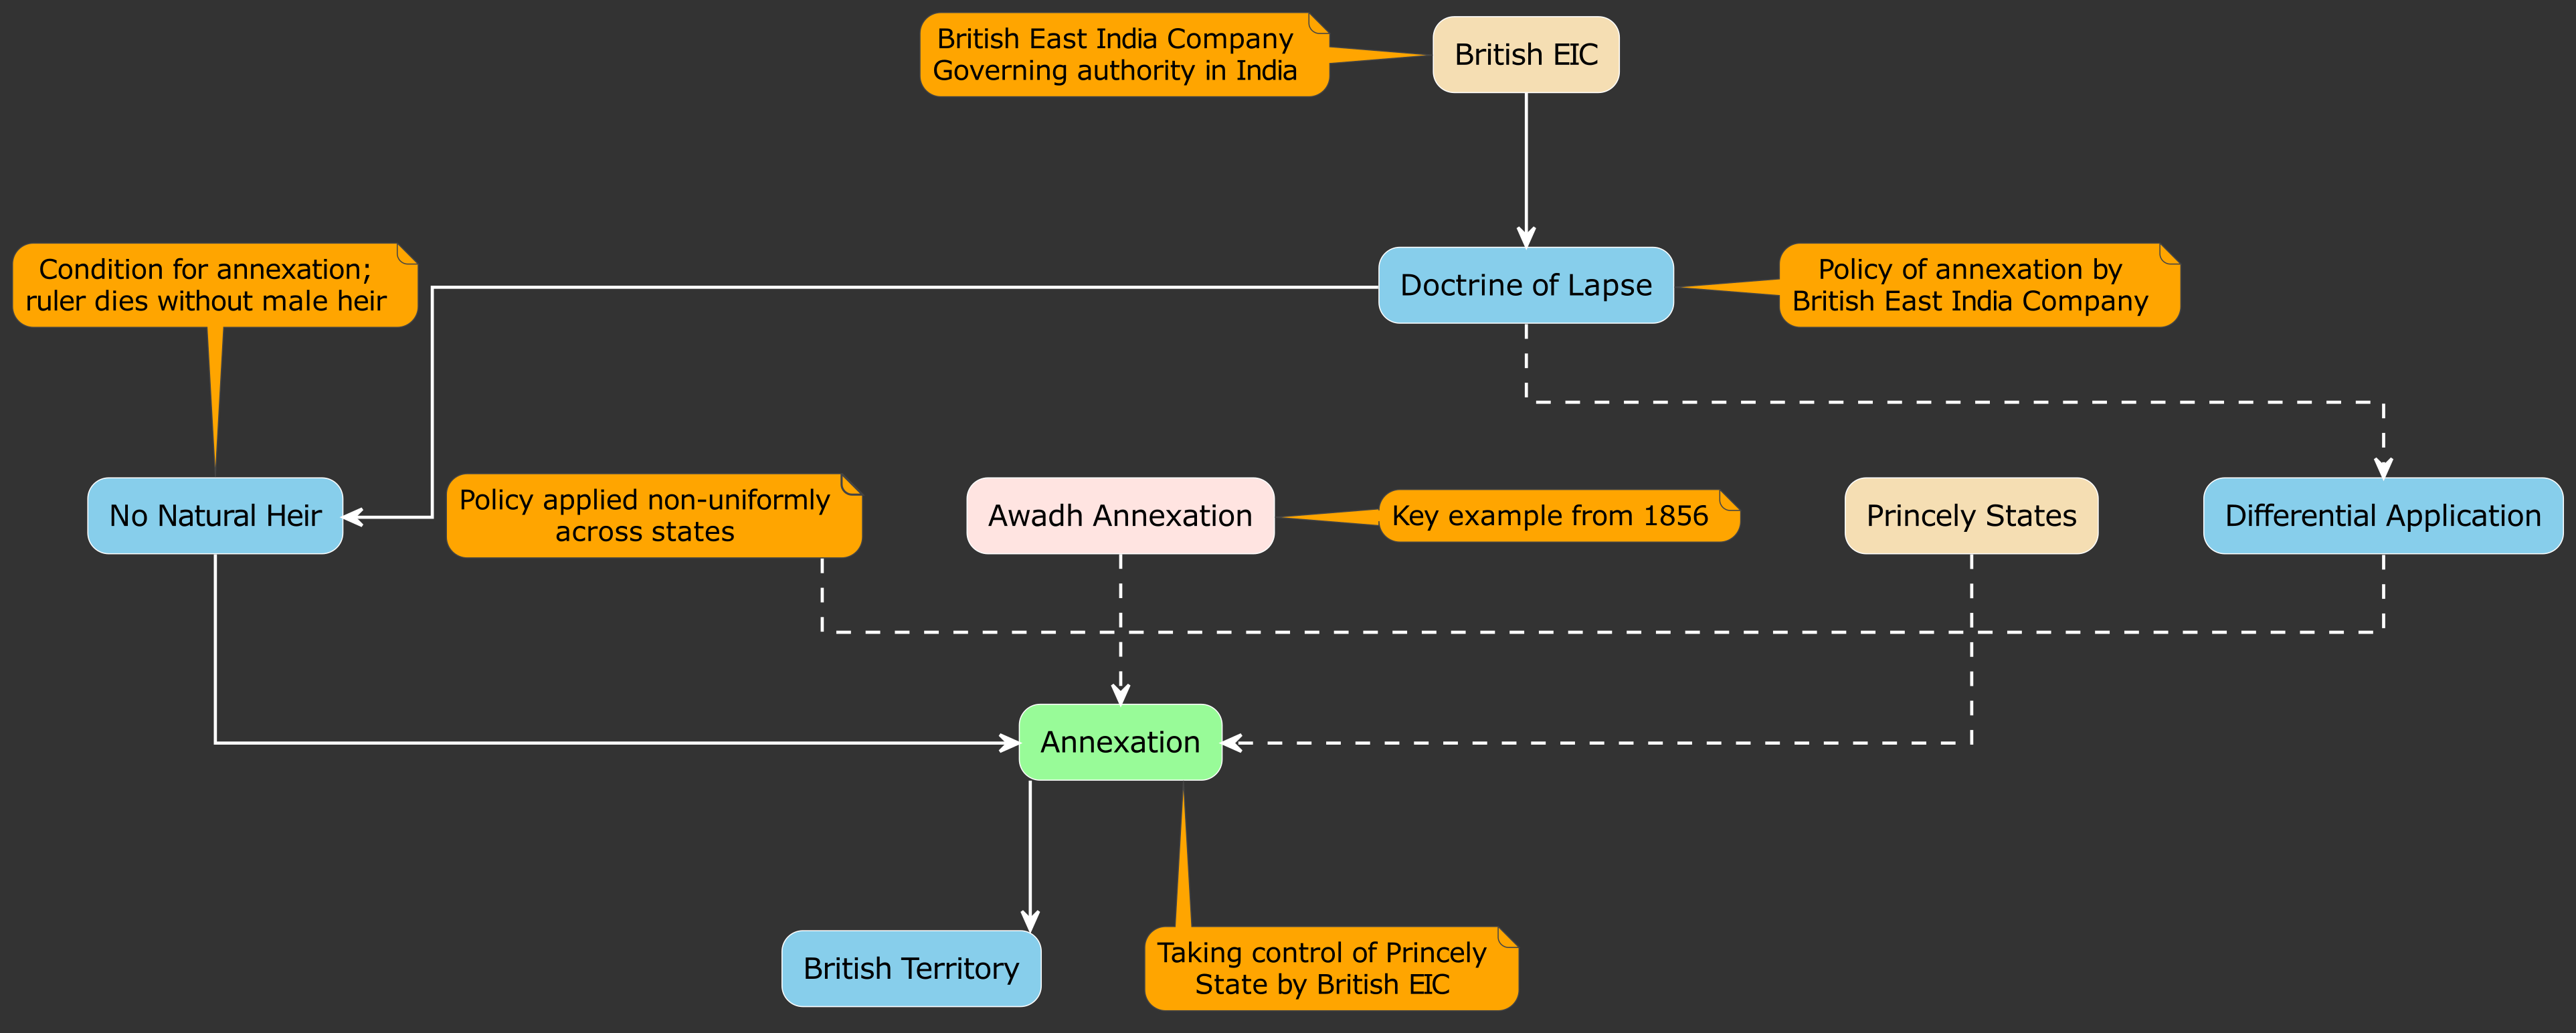 British East India Company
Governing authority in India
British EIC
Condition for annexation;
ruler dies without male heir
Doctrine of Lapse
Policy of annexation by
British East India Company
No Natural Heir
Policy applied non-uniformly
across states
Awadh Annexation
Key example from 1856
Princely States
Differential Application
Annexation
British Territory
Taking control of Princely
State by British EIC